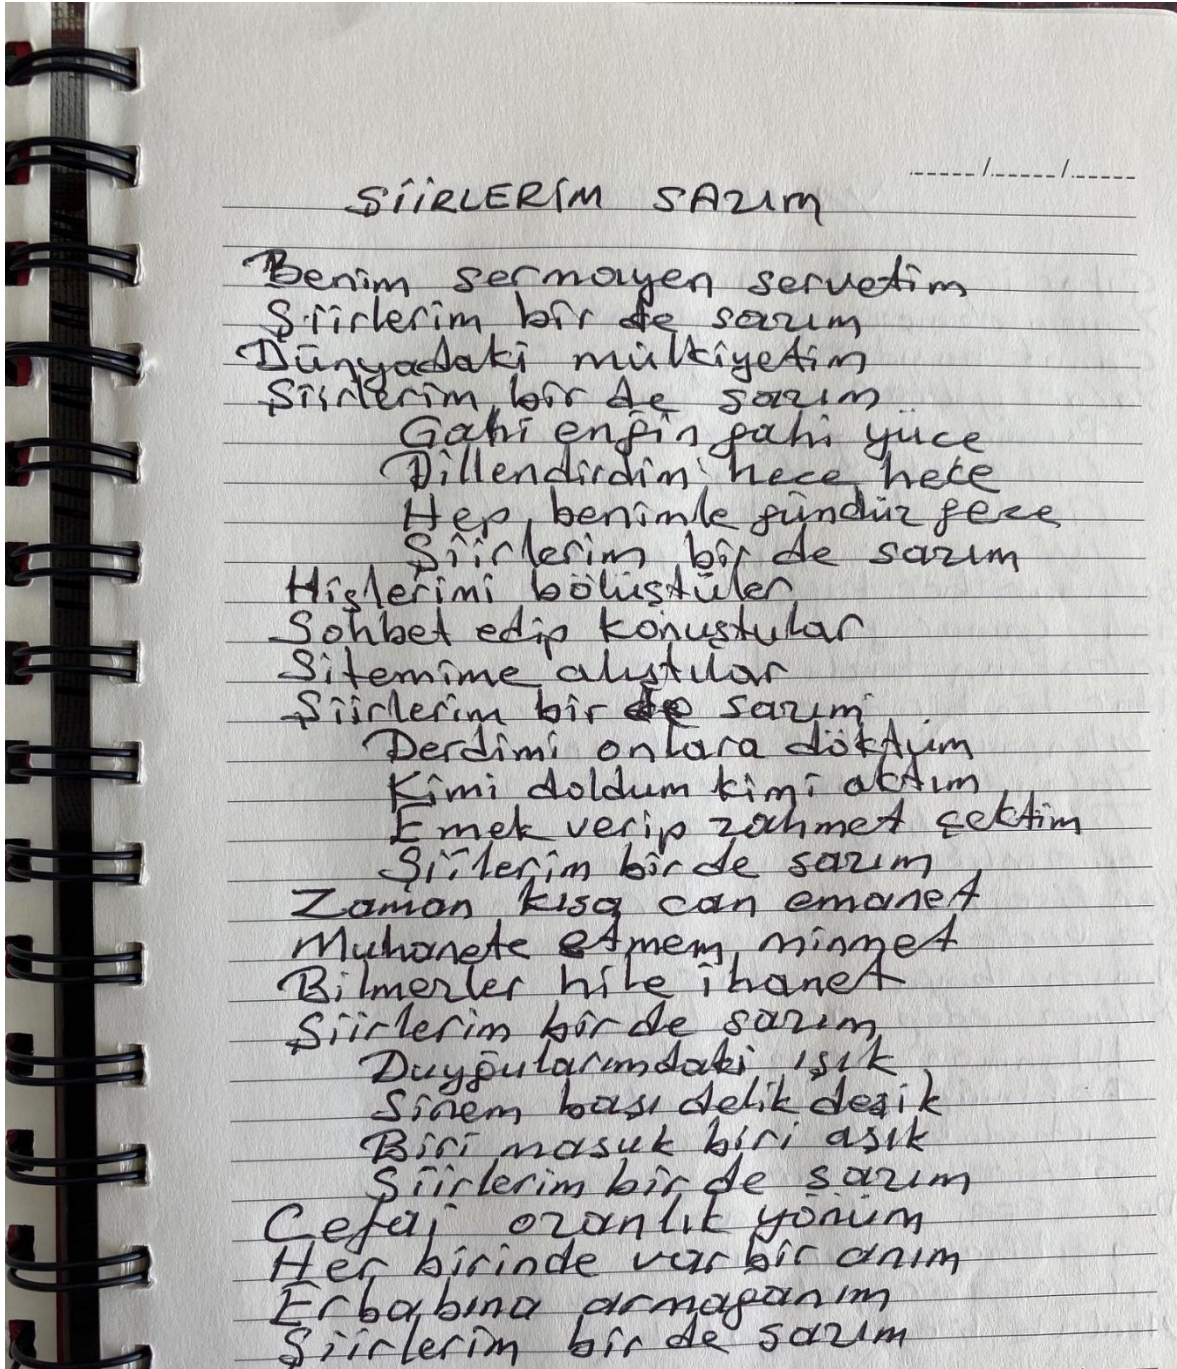 ŞİİRLERİM SAZIM
Benim sermayen servetim
Şiirlerim bir de sazım
Dünyadaki mülkiyetim
Şiirlerim bir de sazım
Gahi engin gahi yüce
Dillendirdim hece hece
Hep benimle gündüz gece
Şiirlerim bir de sazım
Hislerimi bölüştüler
Sohbet edip konuştular
Sitemime alıştılar
Şiirlerim bir de sazım
Derdimi onlara döktüm
Kimi doldum kimi aktım
Emek verip zahmet çektim
Şiilerim bir de sazım
Zaman kısa can emanet
Muhanete etmem minnet
Bilmezler hile ihanet
Şiirlerim bir de sazım
Duygularımdaki ışık
Sinem başı delik deşik
Biri maşuk biri aşık
Şiirlerim bir de sazım
Cefai ozanlık yönüm
Her birinde var bir anım
Erbabına armağanım
Şiirlerim bir de sazım